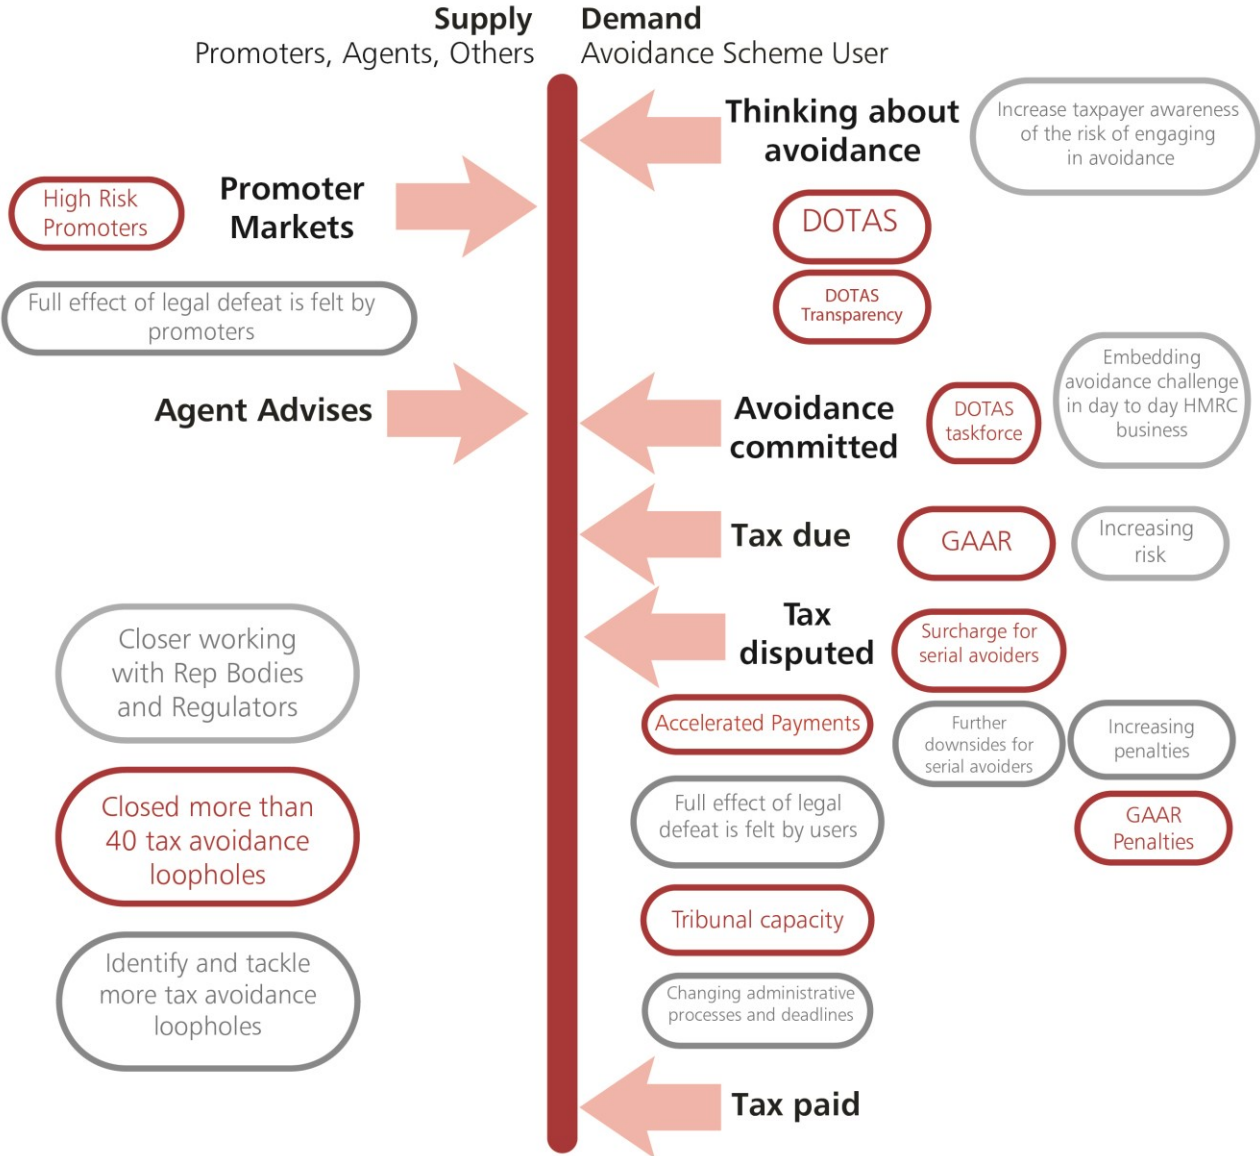 Supply
Promoters, Agents, Others
Demand
Avoidance Scheme User
Thinking about
avoidance
Increase taxpayer awareness
of the risk of engaging
in avoidance
High Risk
Promoters
Promoter
Markets
DOTAS
DOTAS
Transparency
Full effect of legal defeat is felt by
promoters
Agent Advises
Avoidance
committed
DOTAS
taskforce
Embedding
avoidance challenge
in day to day HMRC
business
Tax due
GAAR
Increasing
risk
Tax
disputed
Surcharge for
serial avoiders
Closer working
with Rep Bodies
and Regulators
Accelerated Payments
Further
downsides for
serial avoiders
Increasing
penalties
Closed more than
40 tax avoidance
loopholes
Full effect of legal
defeat is felt by users
GAAR
Penalties
Tribunal capacity
Identify and tackle
more tax avoidance
loopholes
Changing administrative
processes and deadlines
Tax paid